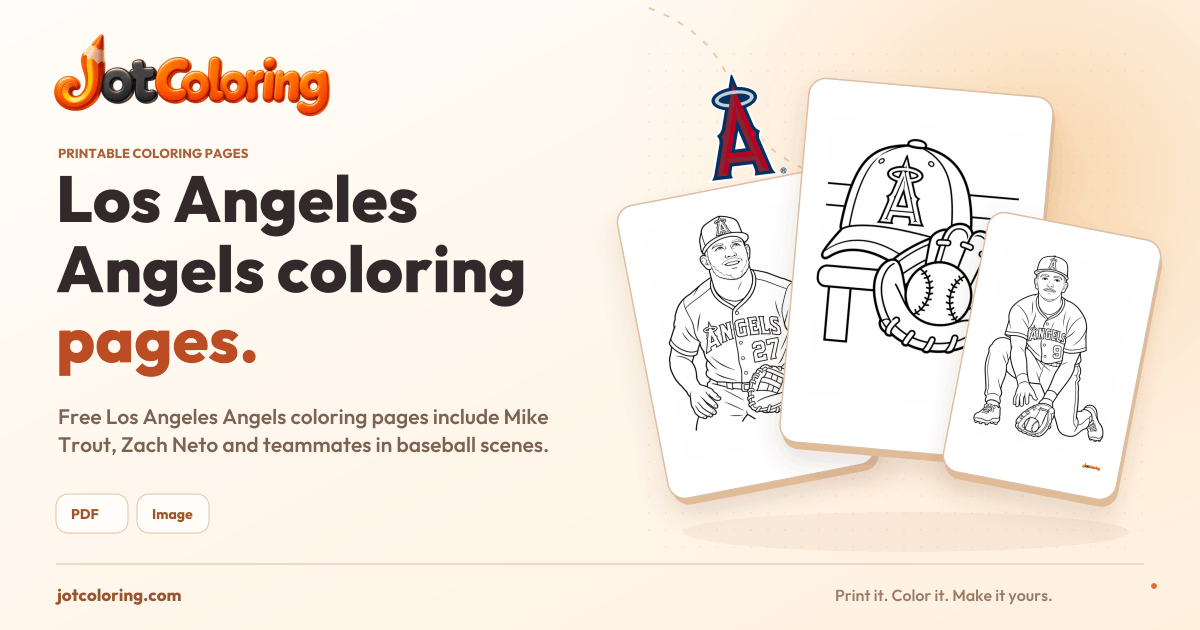 JotColoring
PRINTABLE COLORING PAGES
Los Angeles
Angels coloring
pages.
Free Los Angeles Angels coloring pages include Mike
Trout, Zach Neto and teammates in baseball scenes.
PDF
Image
A
®
A
A
ANGELS
27
A
ANGELS
9
JotColoring
jotcoloring.com
Print it. Color it. Make it yours.